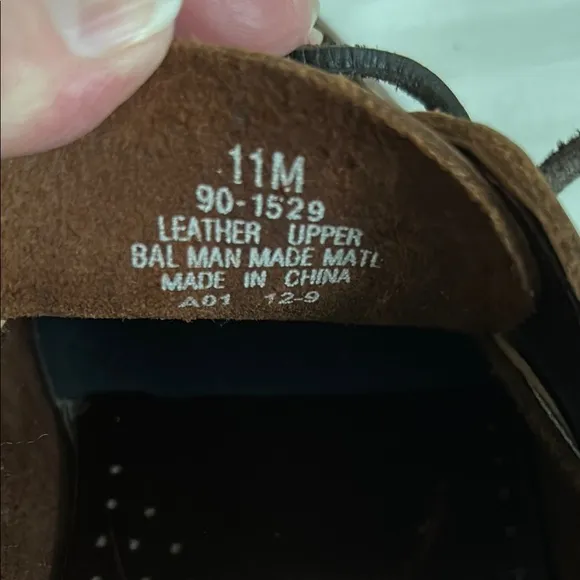 11M
90-1529
LEATHER UPPER
BAL MAN MADE MATL
MADE IN CHINA
A01 12-9